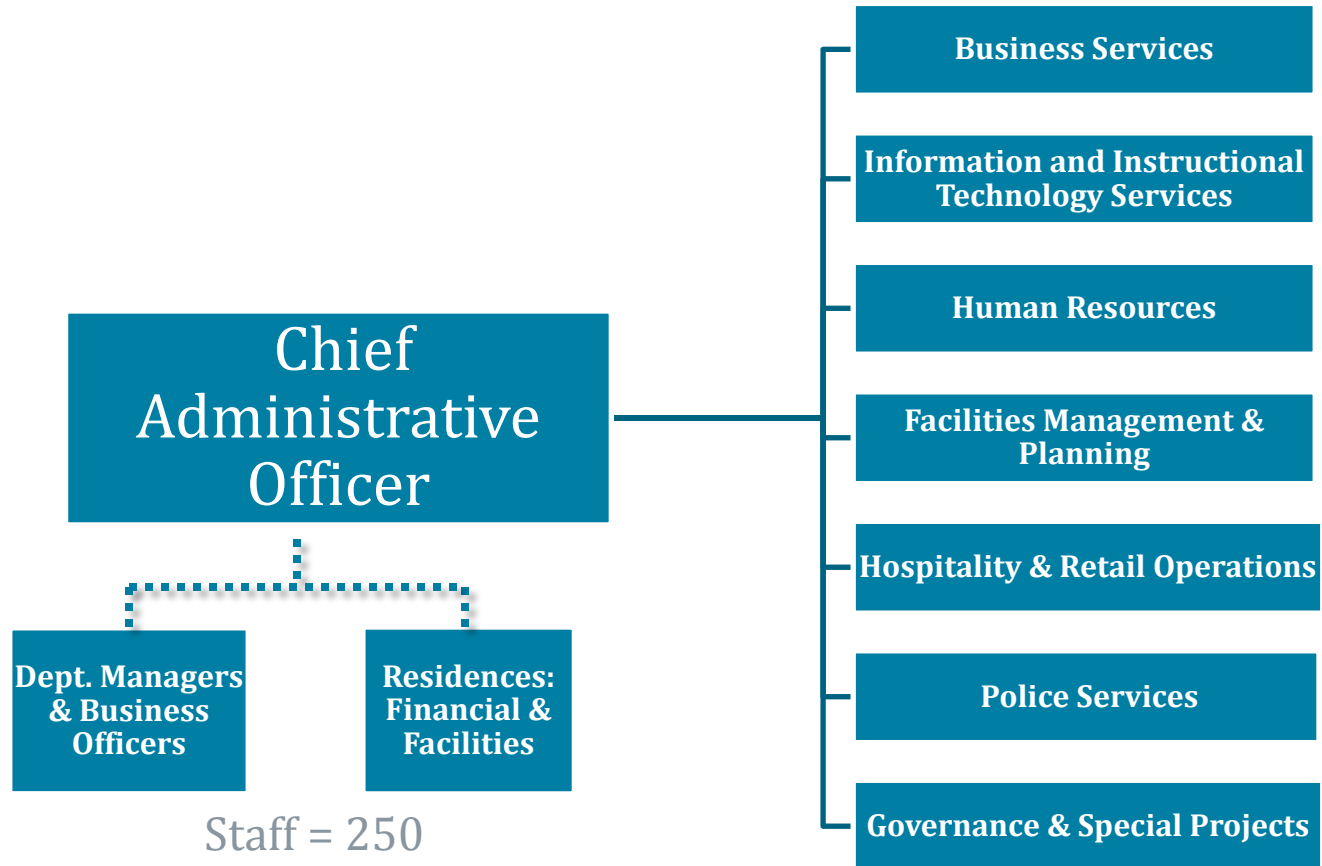 Chief
Administrative
Officer
Dept. Managers
& Business
Officers
Residences:
Financial &
Facilities
Staff = 250
Business Services
Information and Instructional
Technology Services
Human Resources
Facilities Management &
Planning
Hospitality & Retail Operations
Police Services
Governance & Special Projects